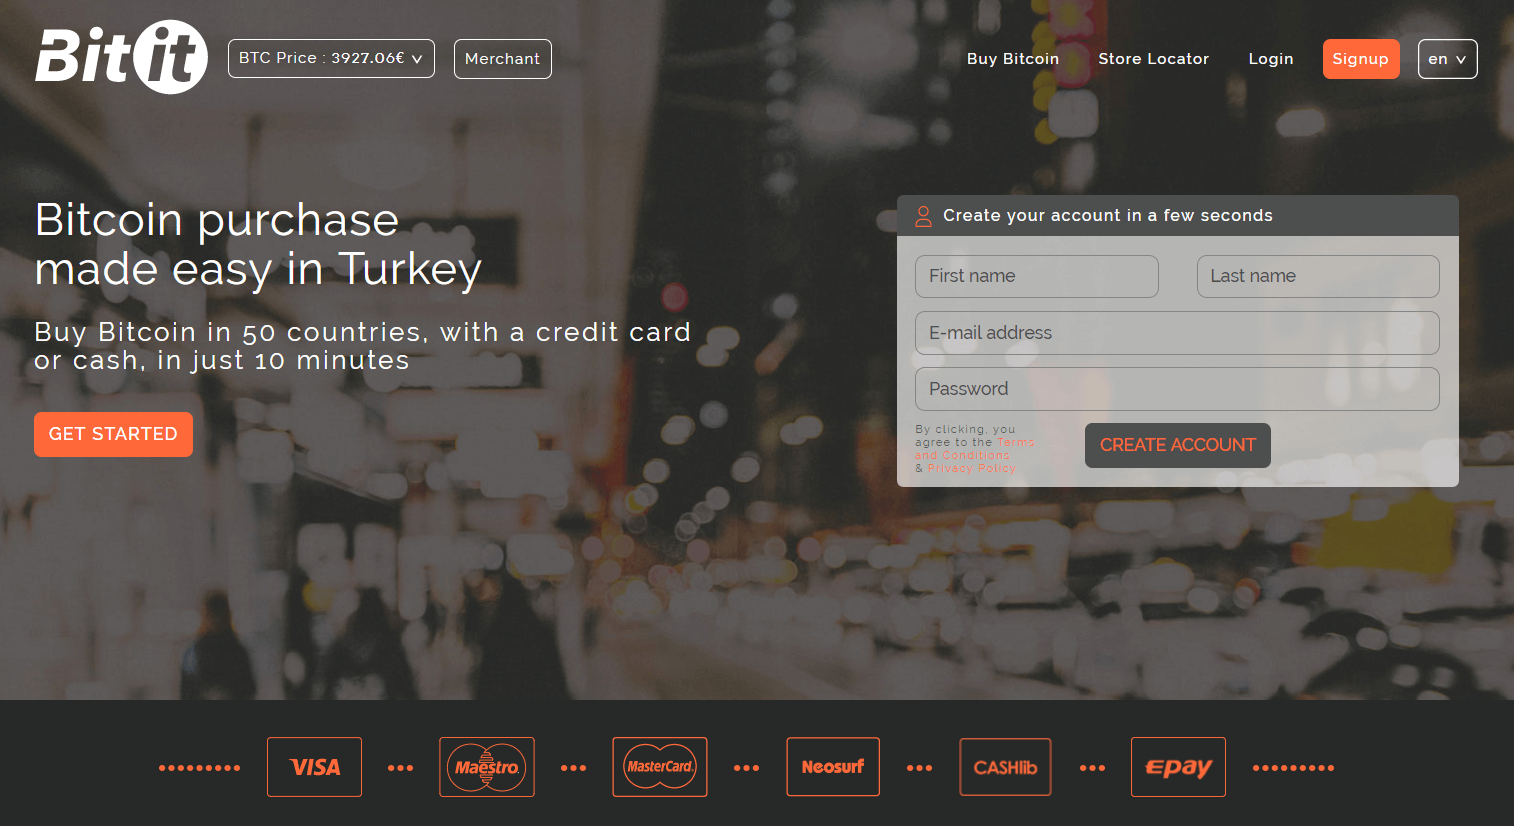 Bitit
BTC Price : 3927.06€
Merchant
Buy Bitcoin
Store Locator
Login
Signup
en
Bitcoin purchase
made easy in Turkey
Buy Bitcoin in 50 countries, with a credit card
or cash, in just 10 minutes
GET STARTED
Create your account in a few seconds
First name
Last name
E-mail address
Password
By clicking, you
agree to the Terms
and Conditions
& Privacy Policy
CREATE ACCOUNT
VISA
Maestro
MasterCard
Neosurf
CASHlib
epay